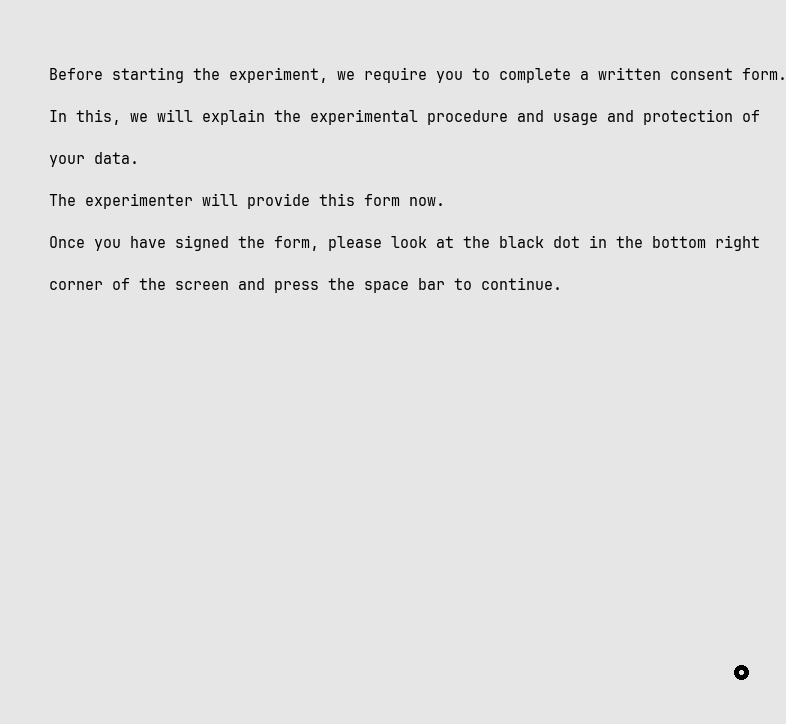 Before starting the experiment, we require you to complete a written consent form.
In this, we will explain the experimental procedure and usage and protection of
your data.
The experimenter will provide this form now.
Once you have signed the form, please look at the black dot in the bottom right
corner of the screen and press the space bar to continue.